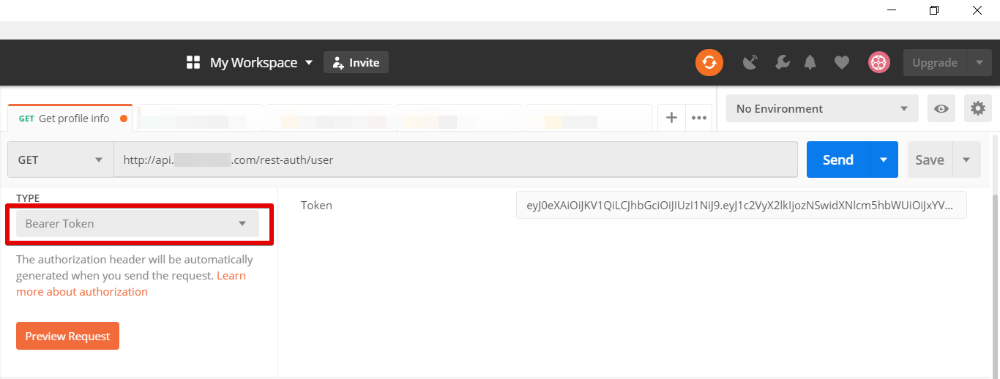 My Workspace
Invite
Upgrade
GET Get profile info
No Environment
GET
http://api.
.com/rest-auth/user
Send
Save
TYPE
Bearer Token
The authorization header will be automatically
generated when you send the request. Learn
more about authorization
Preview Request
Token
eyJ0eXAiOiJKV1QiLCJhbGciOiJIUzI1NiJ9.eyJ1c2VyX2lkIjozNSwidXNlcm5hbWUiOiJxYV...